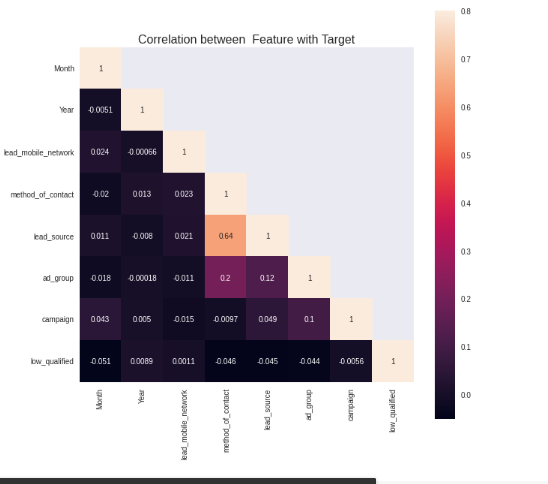 Correlation between  Feature with Target
Month 1
Year -0.0051 1
lead_mobile_network 0.024 -0.00066 1
method_of_contact -0.02 0.013 0.023 1
lead_source 0.011 -0.008 0.021 0.64 1
ad_group -0.018 -0.00018 -0.011 0.2 0.12 1
campaign 0.043 0.005 -0.015 -0.0097 0.049 0.1 1
low_qualified -0.051 0.0089 0.0011 -0.046 -0.045 -0.044 -0.0056 1
Month
Year
lead_mobile_network
method_of_contact
lead_source
ad_group
campaign
low_qualified
0.8
0.7
0.6
0.5
0.4
0.3
0.2
0.1
0.0